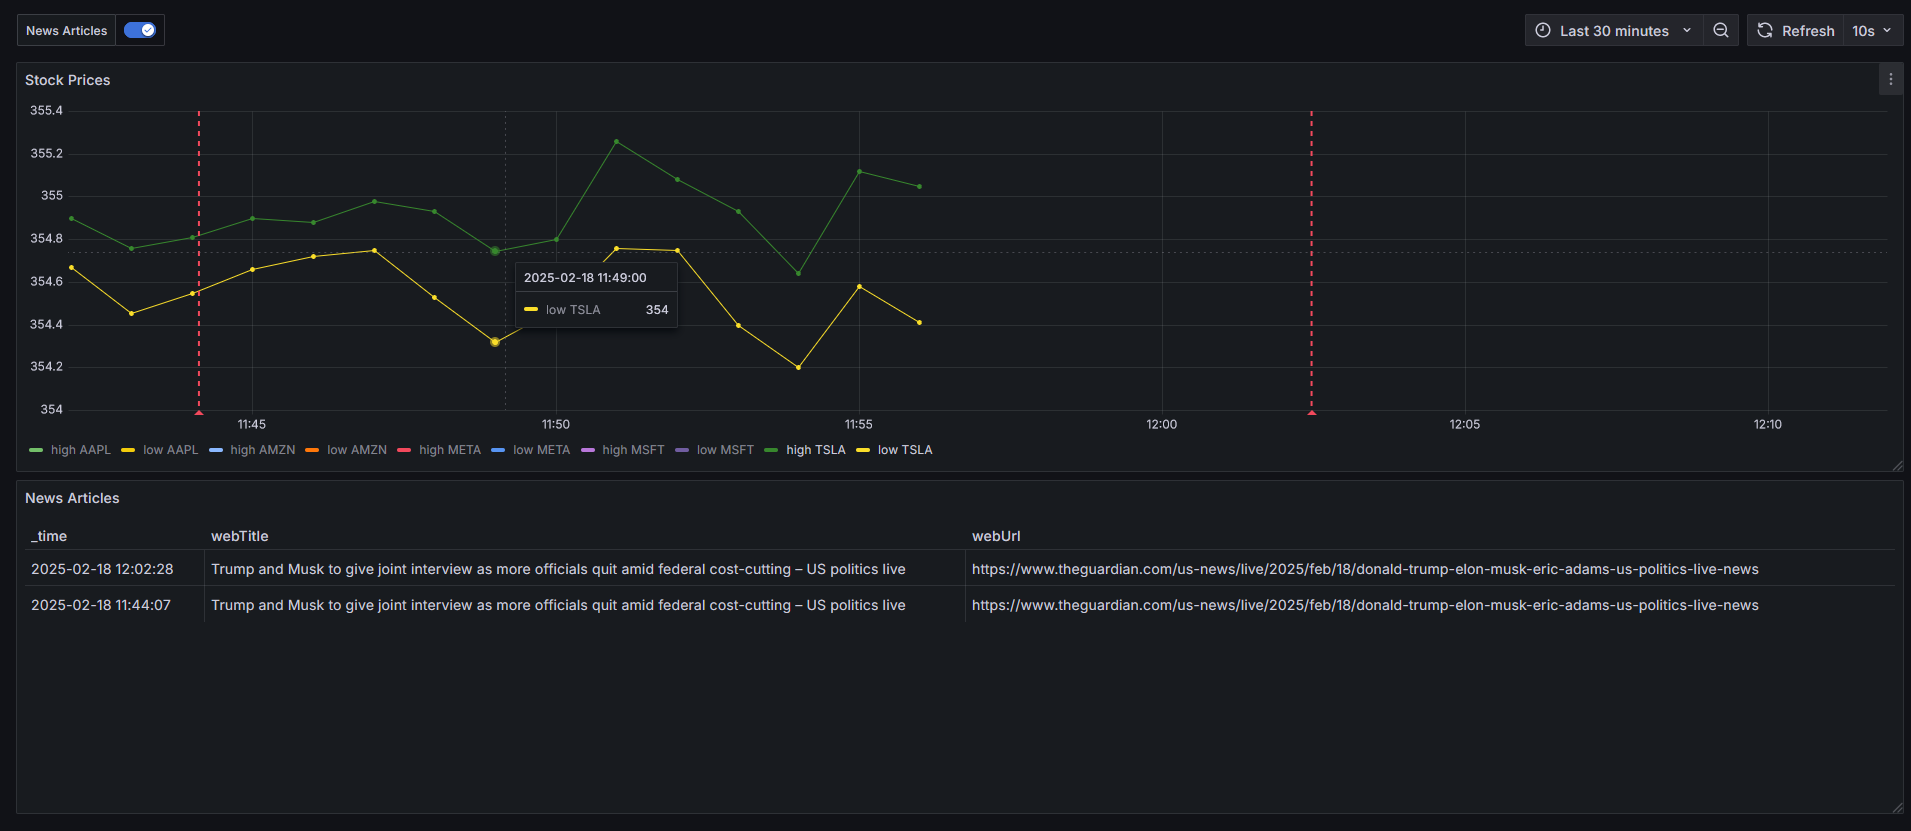 News Articles
Last 30 minutes
Refresh
10s
Stock Prices
355.4
355.2
355
354.8
354.6
354.4
354.2
354
2025-02-18 11:49:00
low TSLA 354
11:45 11:50 11:55 12:00 12:05 12:10
high AAPL low AAPL high AMZN low AMZN high META low META high MSFT low MSFT high TSLA low TSLA
News Articles
_time webTitle webUrl
2025-02-18 12:02:28 Trump and Musk to give joint interview as more officials quit amid federal cost-cutting – US politics live https://www.theguardian.com/us-news/live/2025/feb/18/donald-trump-elon-musk-eric-adams-us-politics-live-news
2025-02-18 11:44:07 Trump and Musk to give joint interview as more officials quit amid federal cost-cutting – US politics live https://www.theguardian.com/us-news/live/2025/feb/18/donald-trump-elon-musk-eric-adams-us-politics-live-news